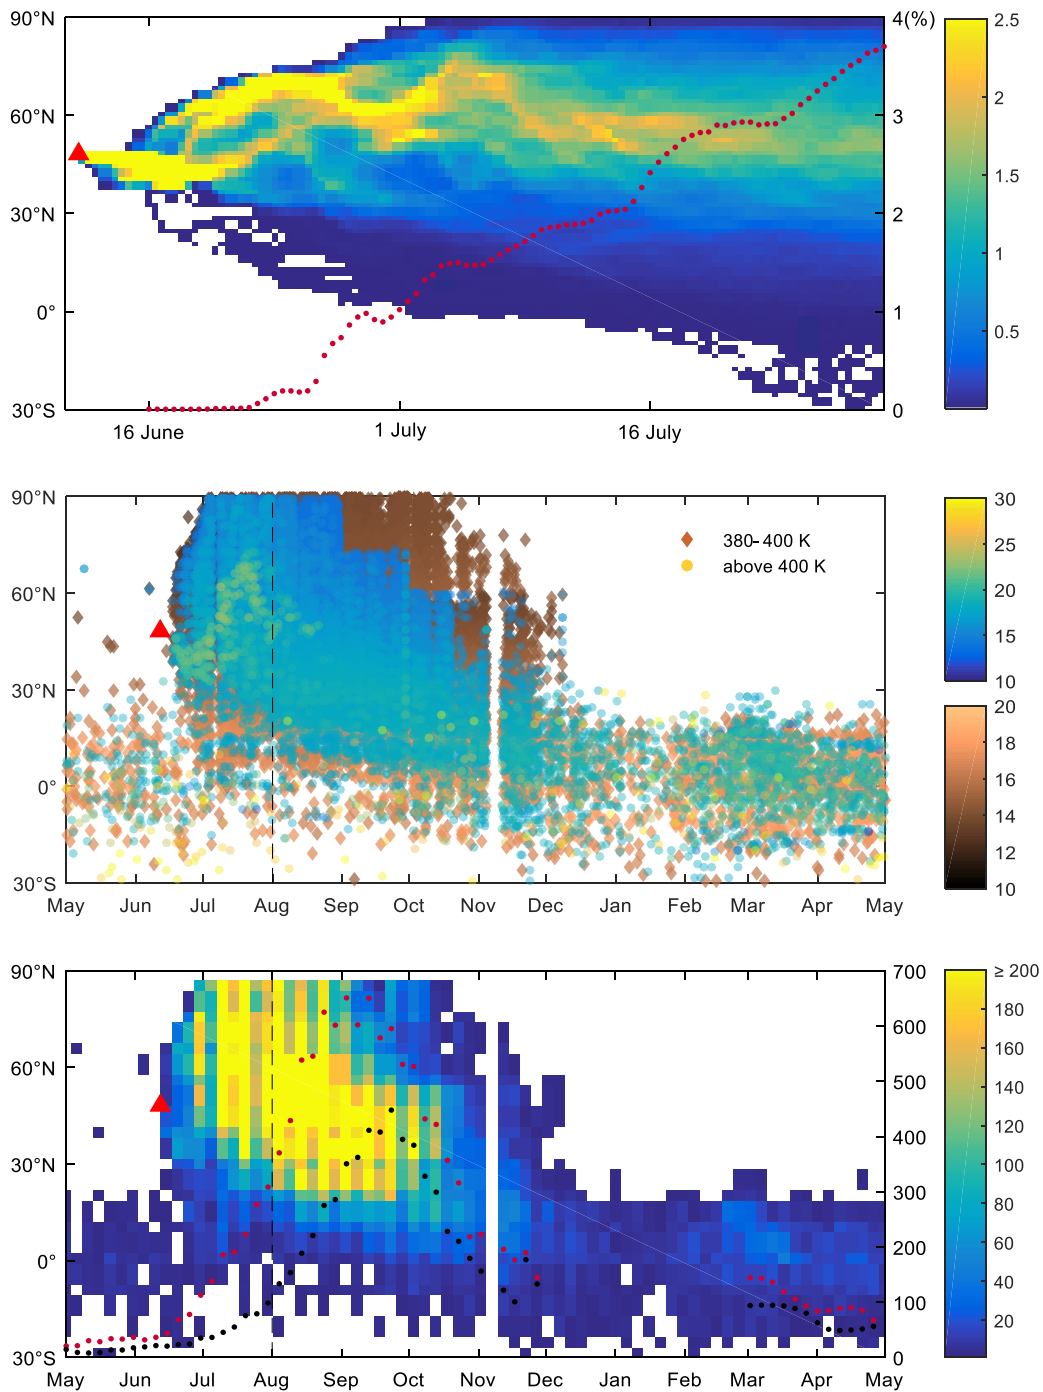 90°N
60°N
30°N
0°
30°S
16 June
1 July
16 July
4(%)
3
2
1
0
2.5
2
1.5
1
0.5
90°N
60°N
30°N
0°
30°S
May
Jun
Jul
Aug
Sep
Oct
Nov
Dec
Jan
Feb
Mar
Apr
May
380-400 K
above 400 K
30
25
20
15
10
20
18
16
14
12
10
90°N
60°N
30°N
0°
30°S
May
Jun
Jul
Aug
Sep
Oct
Nov
Dec
Jan
Feb
Mar
Apr
May
700
600
500
400
300
200
100
0
≥ 200
180
160
140
120
100
80
60
40
20